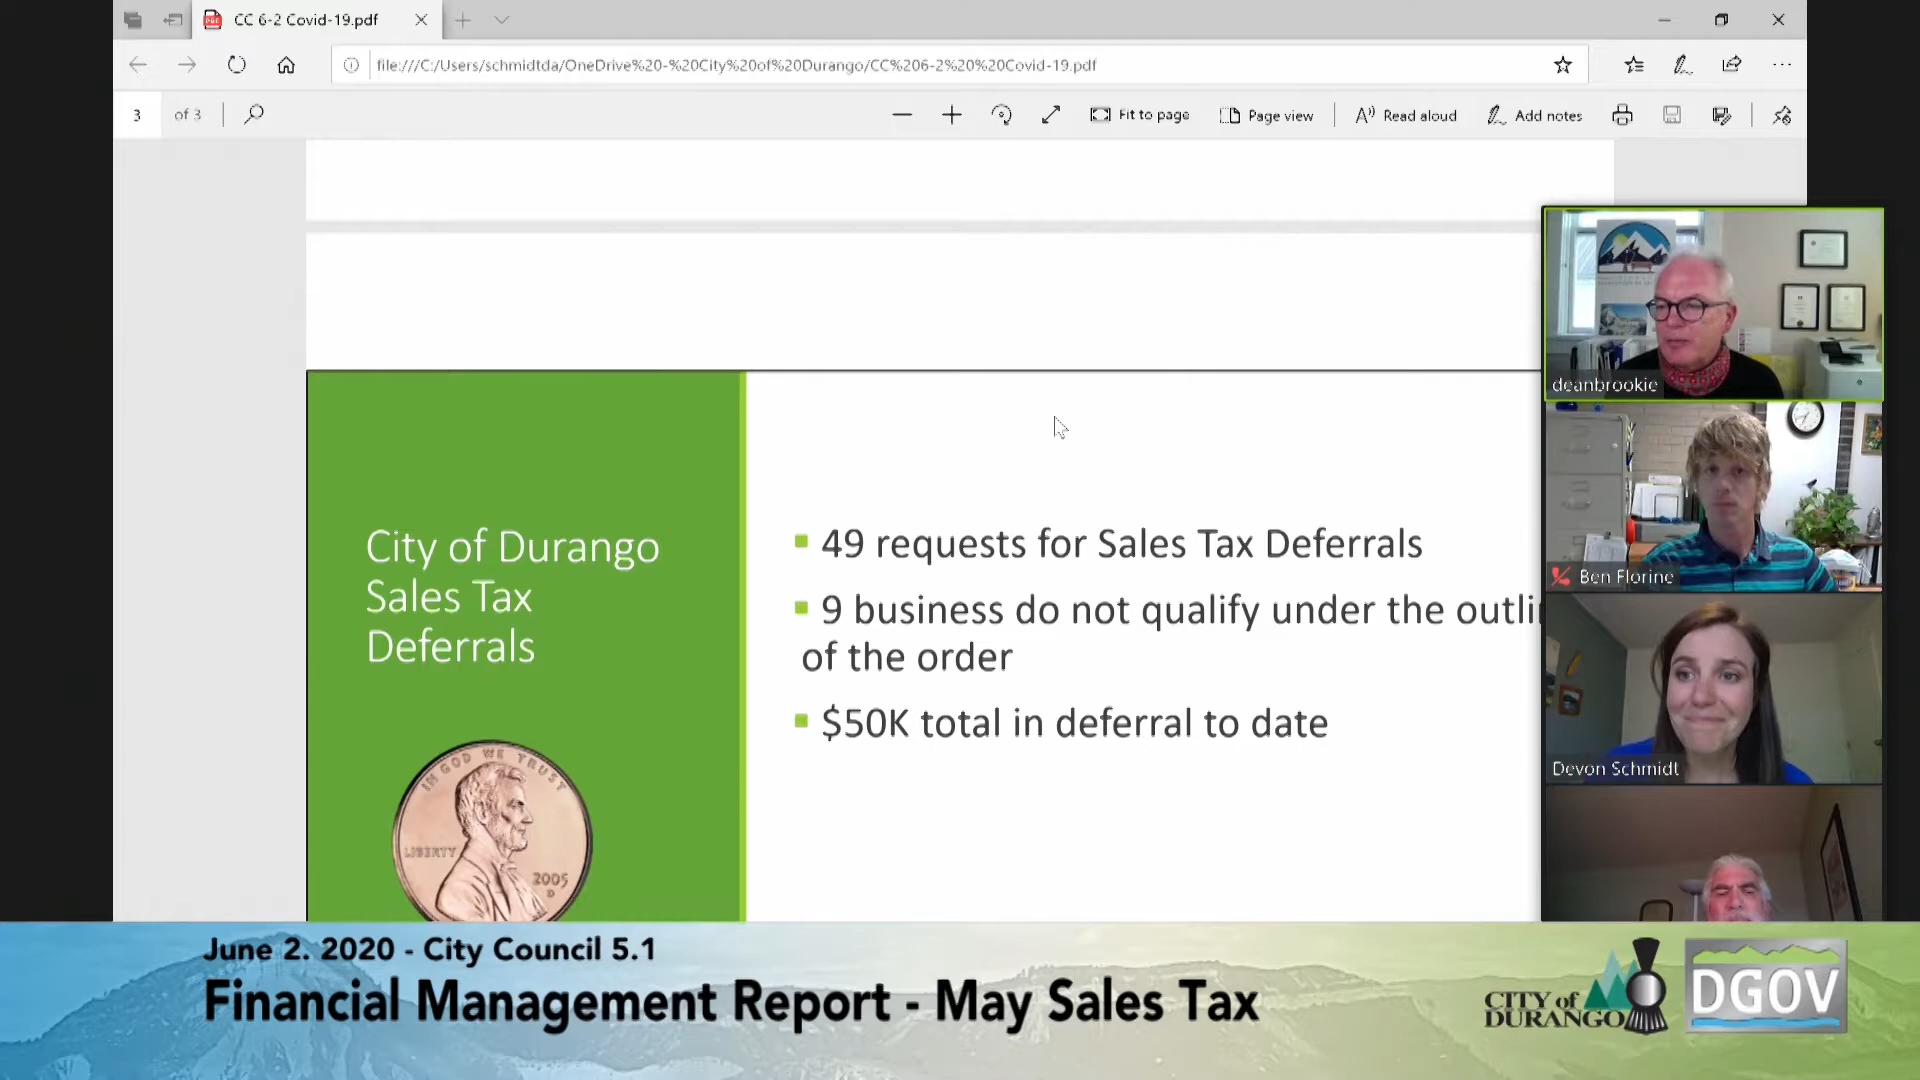 CC 6-2 Covid-19.pdf
file:///C:/Users/schmidtda/OneDrive%20-%20City%20of%20Durango/CC%206-2%20%20Covid-19.pdf
3 of 3
Fit to page
Page view
Read aloud
Add notes
City of Durango
Sales Tax
Deferrals
IN GOD WE TRUST
LIBERTY
2005
D
49 requests for Sales Tax Deferrals
9 business do not qualify under the outli
of the order
$50K total in deferral to date
deanbrookie
Ben Florine
Devon Schmidt
June 2. 2020 - City Council 5.1
Financial Management Report - May Sales Tax
CITY of
DURANGO
DGOV